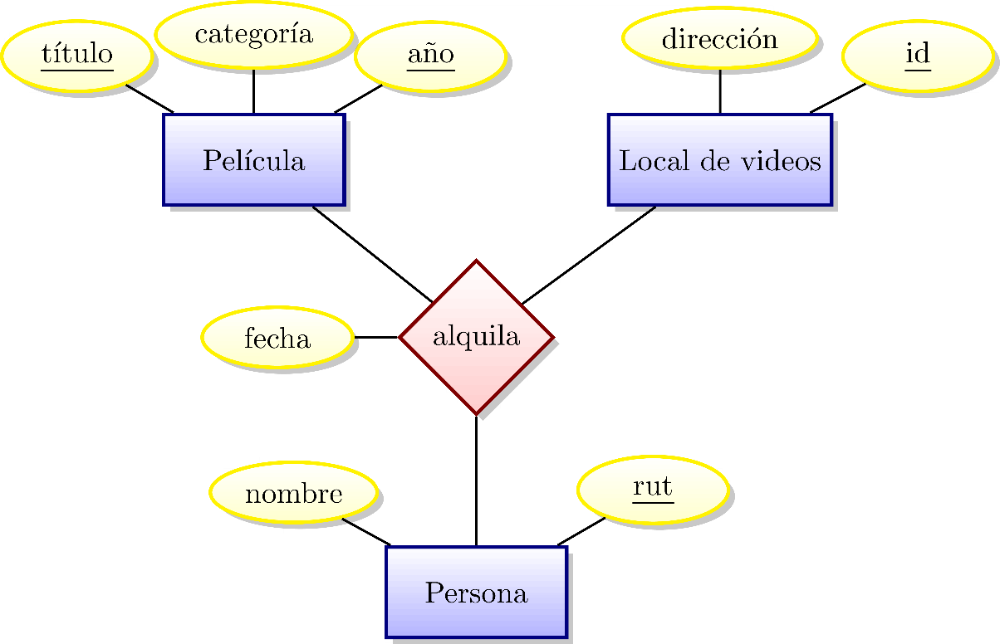 título
categoría
año
dirección
id
Película
Local de videos
fecha
alquila
nombre
rut
Persona